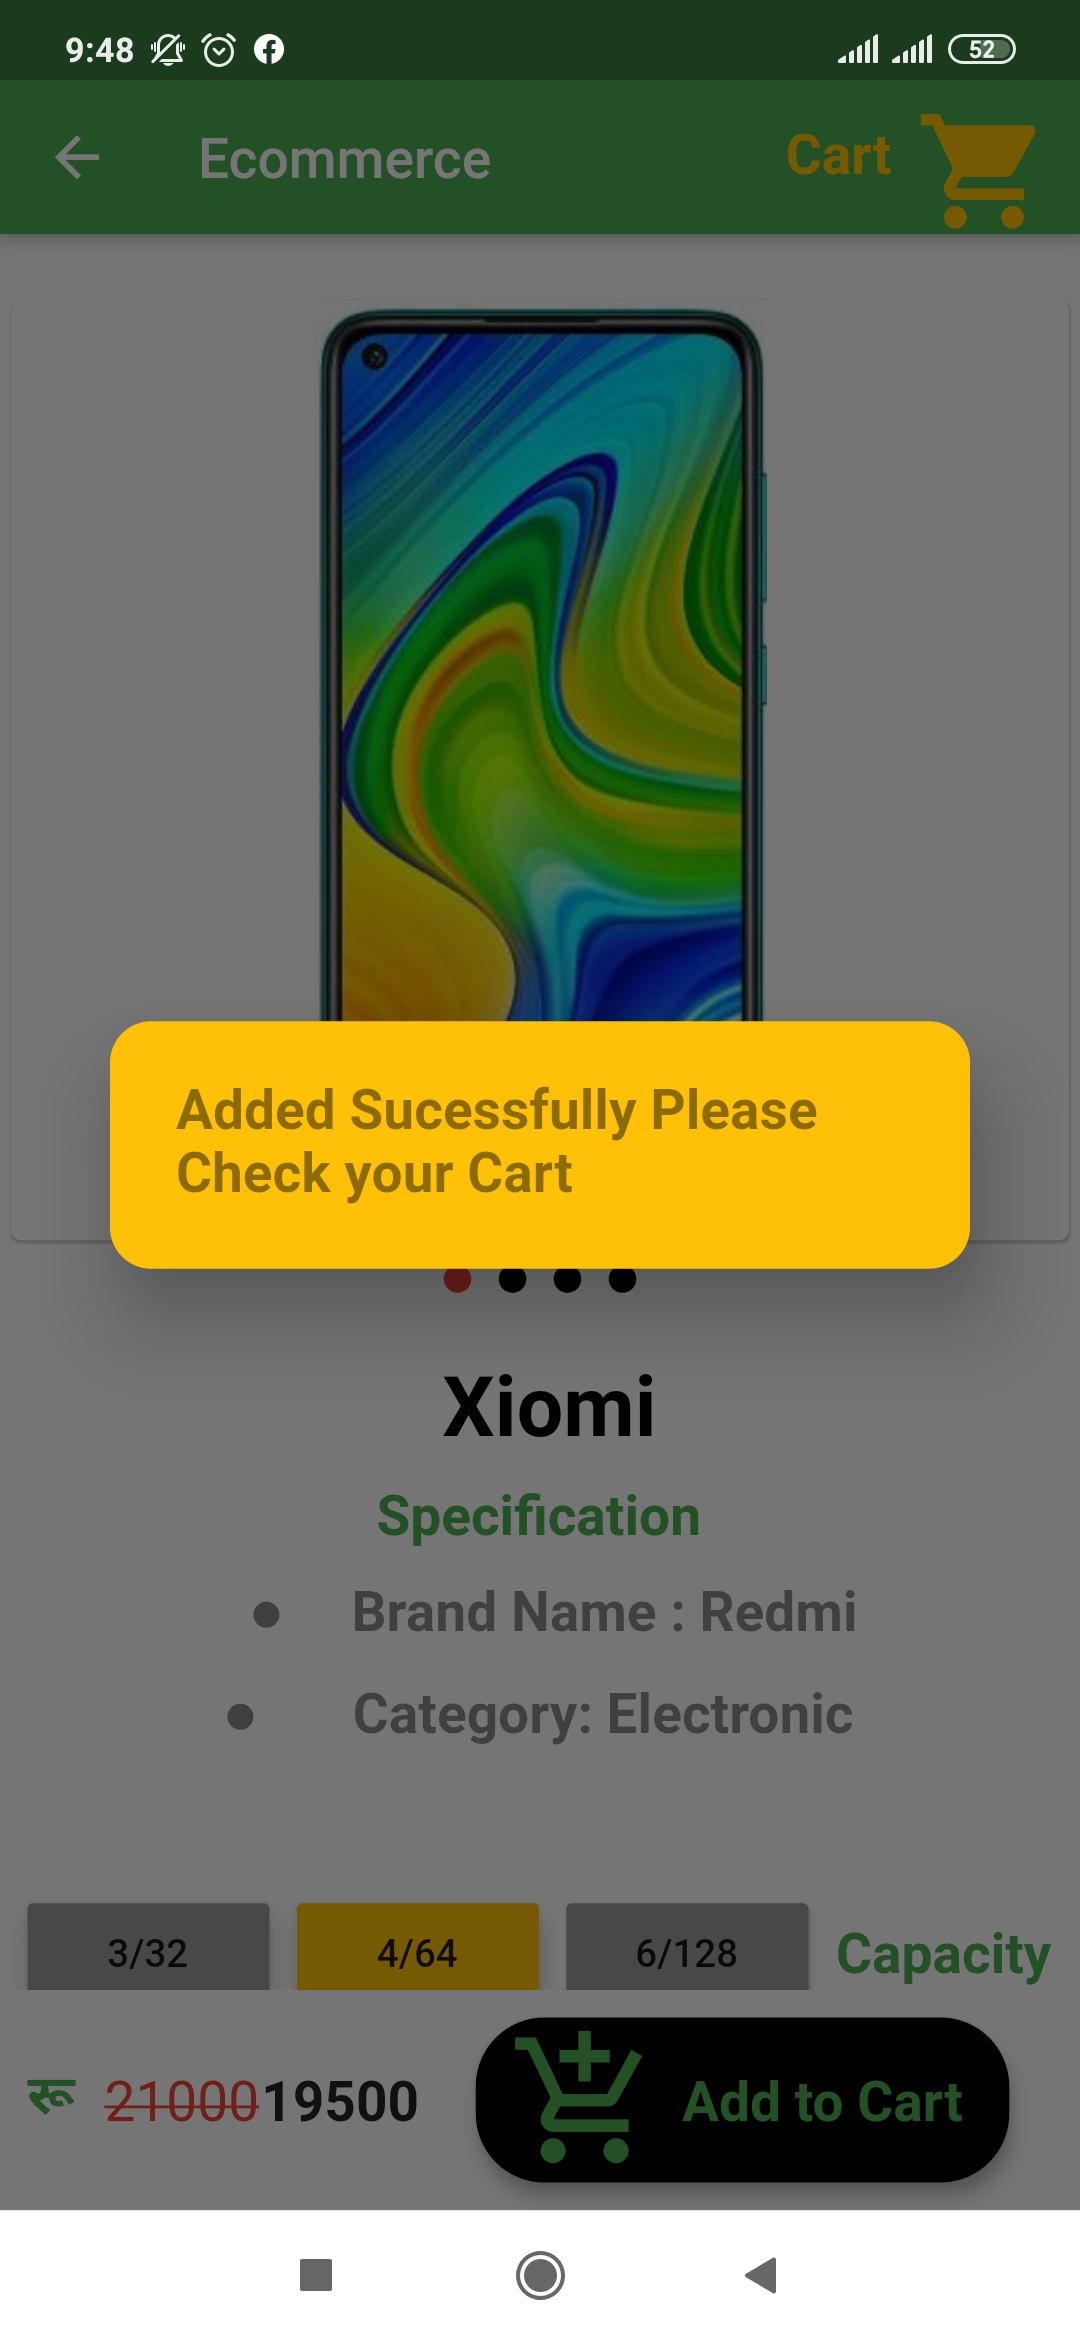 9:48
52
Ecommerce
Cart
Added Sucessfully Please
Check your Cart
Xiomi
Specification
Brand Name : Redmi
Category: Electronic
3/32
4/64
6/128
Capacity
रू 21000 19500
Add to Cart